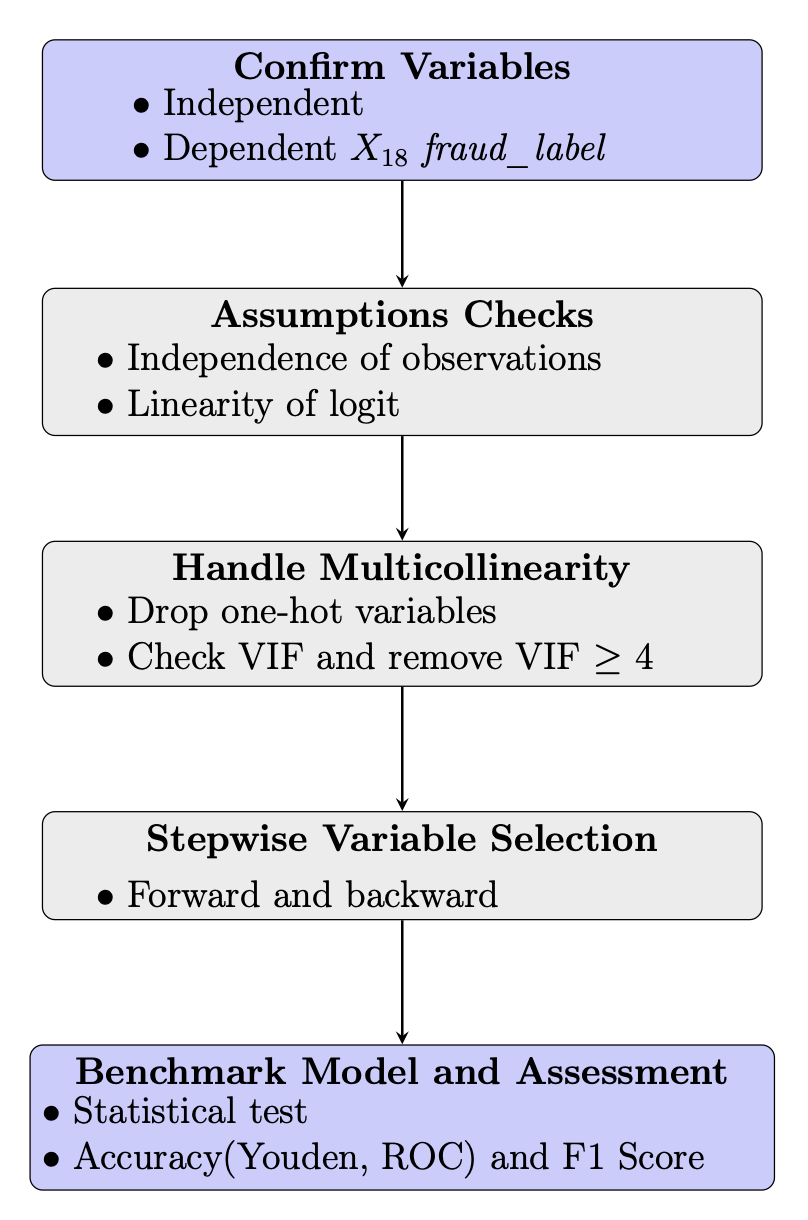 Confirm Variables
• Independent
• Dependent X₁₈ fraud_label
Assumptions Checks
• Independence of observations
• Linearity of logit
Handle Multicollinearity
• Drop one-hot variables
• Check VIF and remove VIF ≥ 4
Stepwise Variable Selection
• Forward and backward
Benchmark Model and Assessment
• Statistical test
• Accuracy(Youden, ROC) and F1 Score